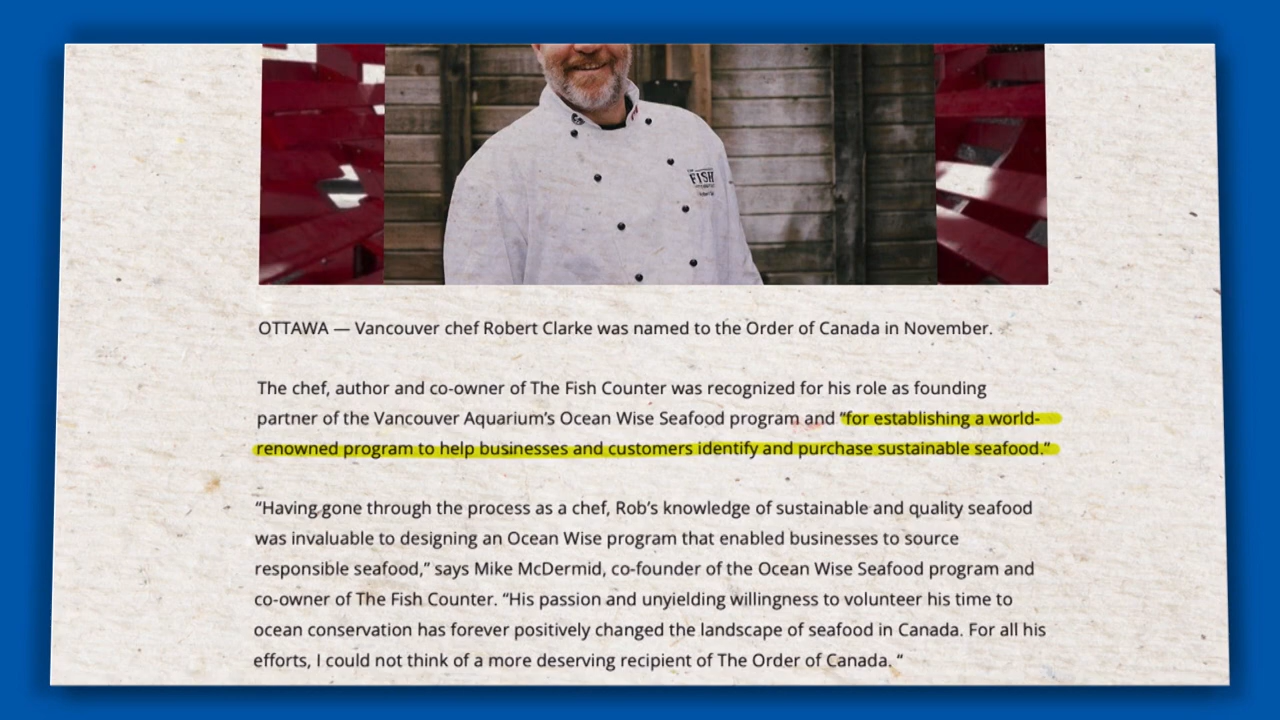 FISH
OTTAWA — Vancouver chef Robert Clarke was named to the Order of Canada in November.
The chef, author and co-owner of The Fish Counter was recognized for his role as founding
partner of the Vancouver Aquarium’s Ocean Wise Seafood program and “for establishing a world-
renowned program to help businesses and customers identify and purchase sustainable seafood.”
“Having gone through the process as a chef, Rob’s knowledge of sustainable and quality seafood
was invaluable to designing an Ocean Wise program that enabled businesses to source
responsible seafood,” says Mike McDermid, co-founder of the Ocean Wise Seafood program and
co-owner of The Fish Counter. “His passion and unyielding willingness to volunteer his time to
ocean conservation has forever positively changed the landscape of seafood in Canada. For all his
efforts, I could not think of a more deserving recipient of The Order of Canada. “